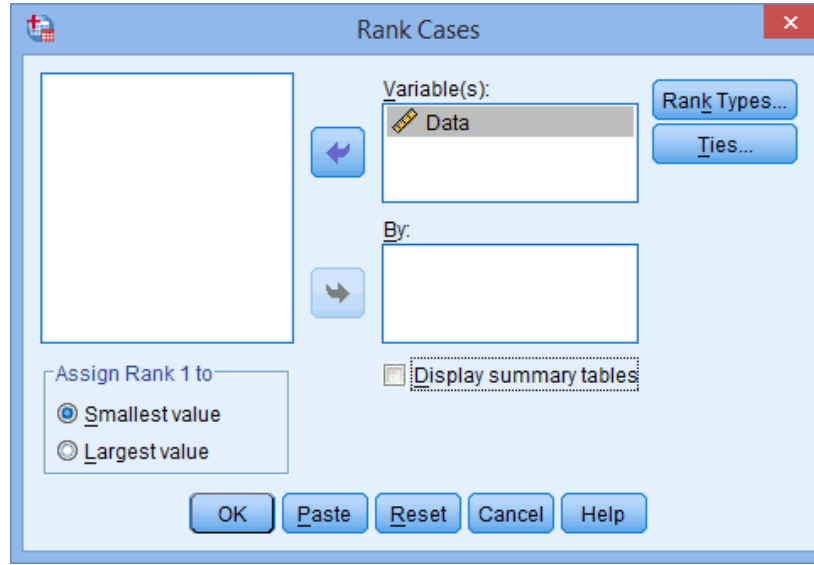 Rank Cases
Variable(s):
Data
Rank Types...
Ties...
By:
Display summary tables
Assign Rank 1 to
Smallest value
Largest value
OK Paste Reset Cancel Help